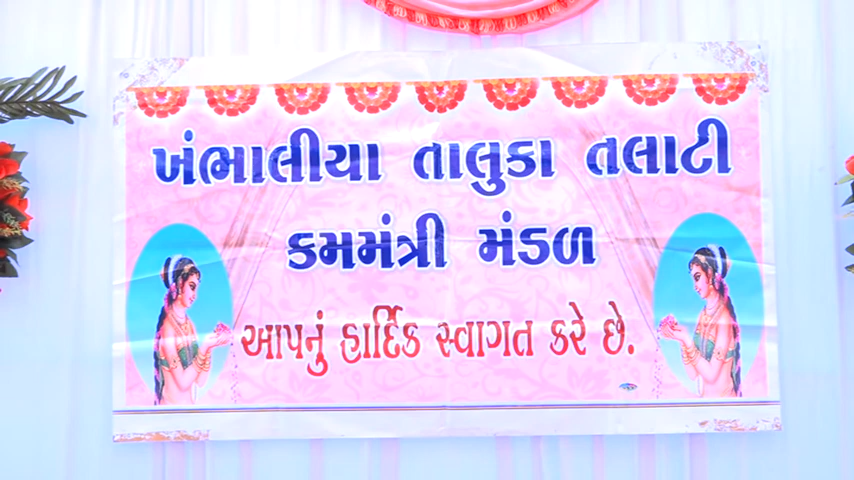 ખંભાલીયા તાલુકા તલાટી
કમમંત્રી મંડળ
આપનું હાર્દિક સ્વાગત કરે છે.